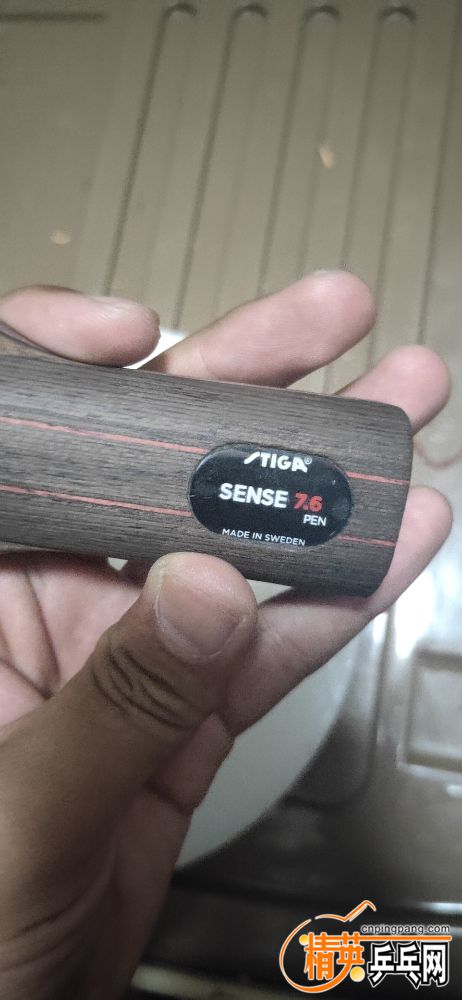 STIGA®
SENSE 7.6
PEN
MADE IN SWEDEN
cnpingpang.com
精英乒乓网